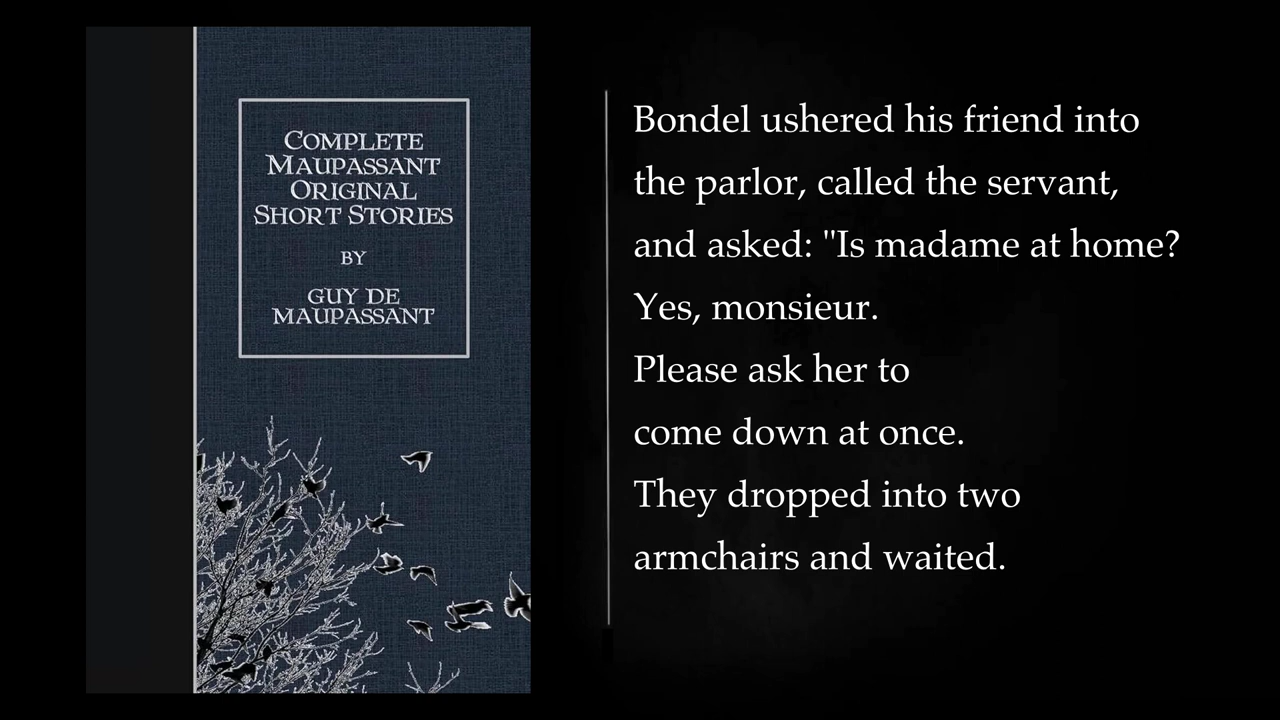 COMPLETE
MAUPASSANT
ORIGINAL
SHORT STORIES
BY
GUY DE
MAUPASSANT
Bondel ushered his friend into
the parlor, called the servant,
and asked: "Is madame at home?
Yes, monsieur.
Please ask her to
come down at once.
They dropped into two
armchairs and waited.